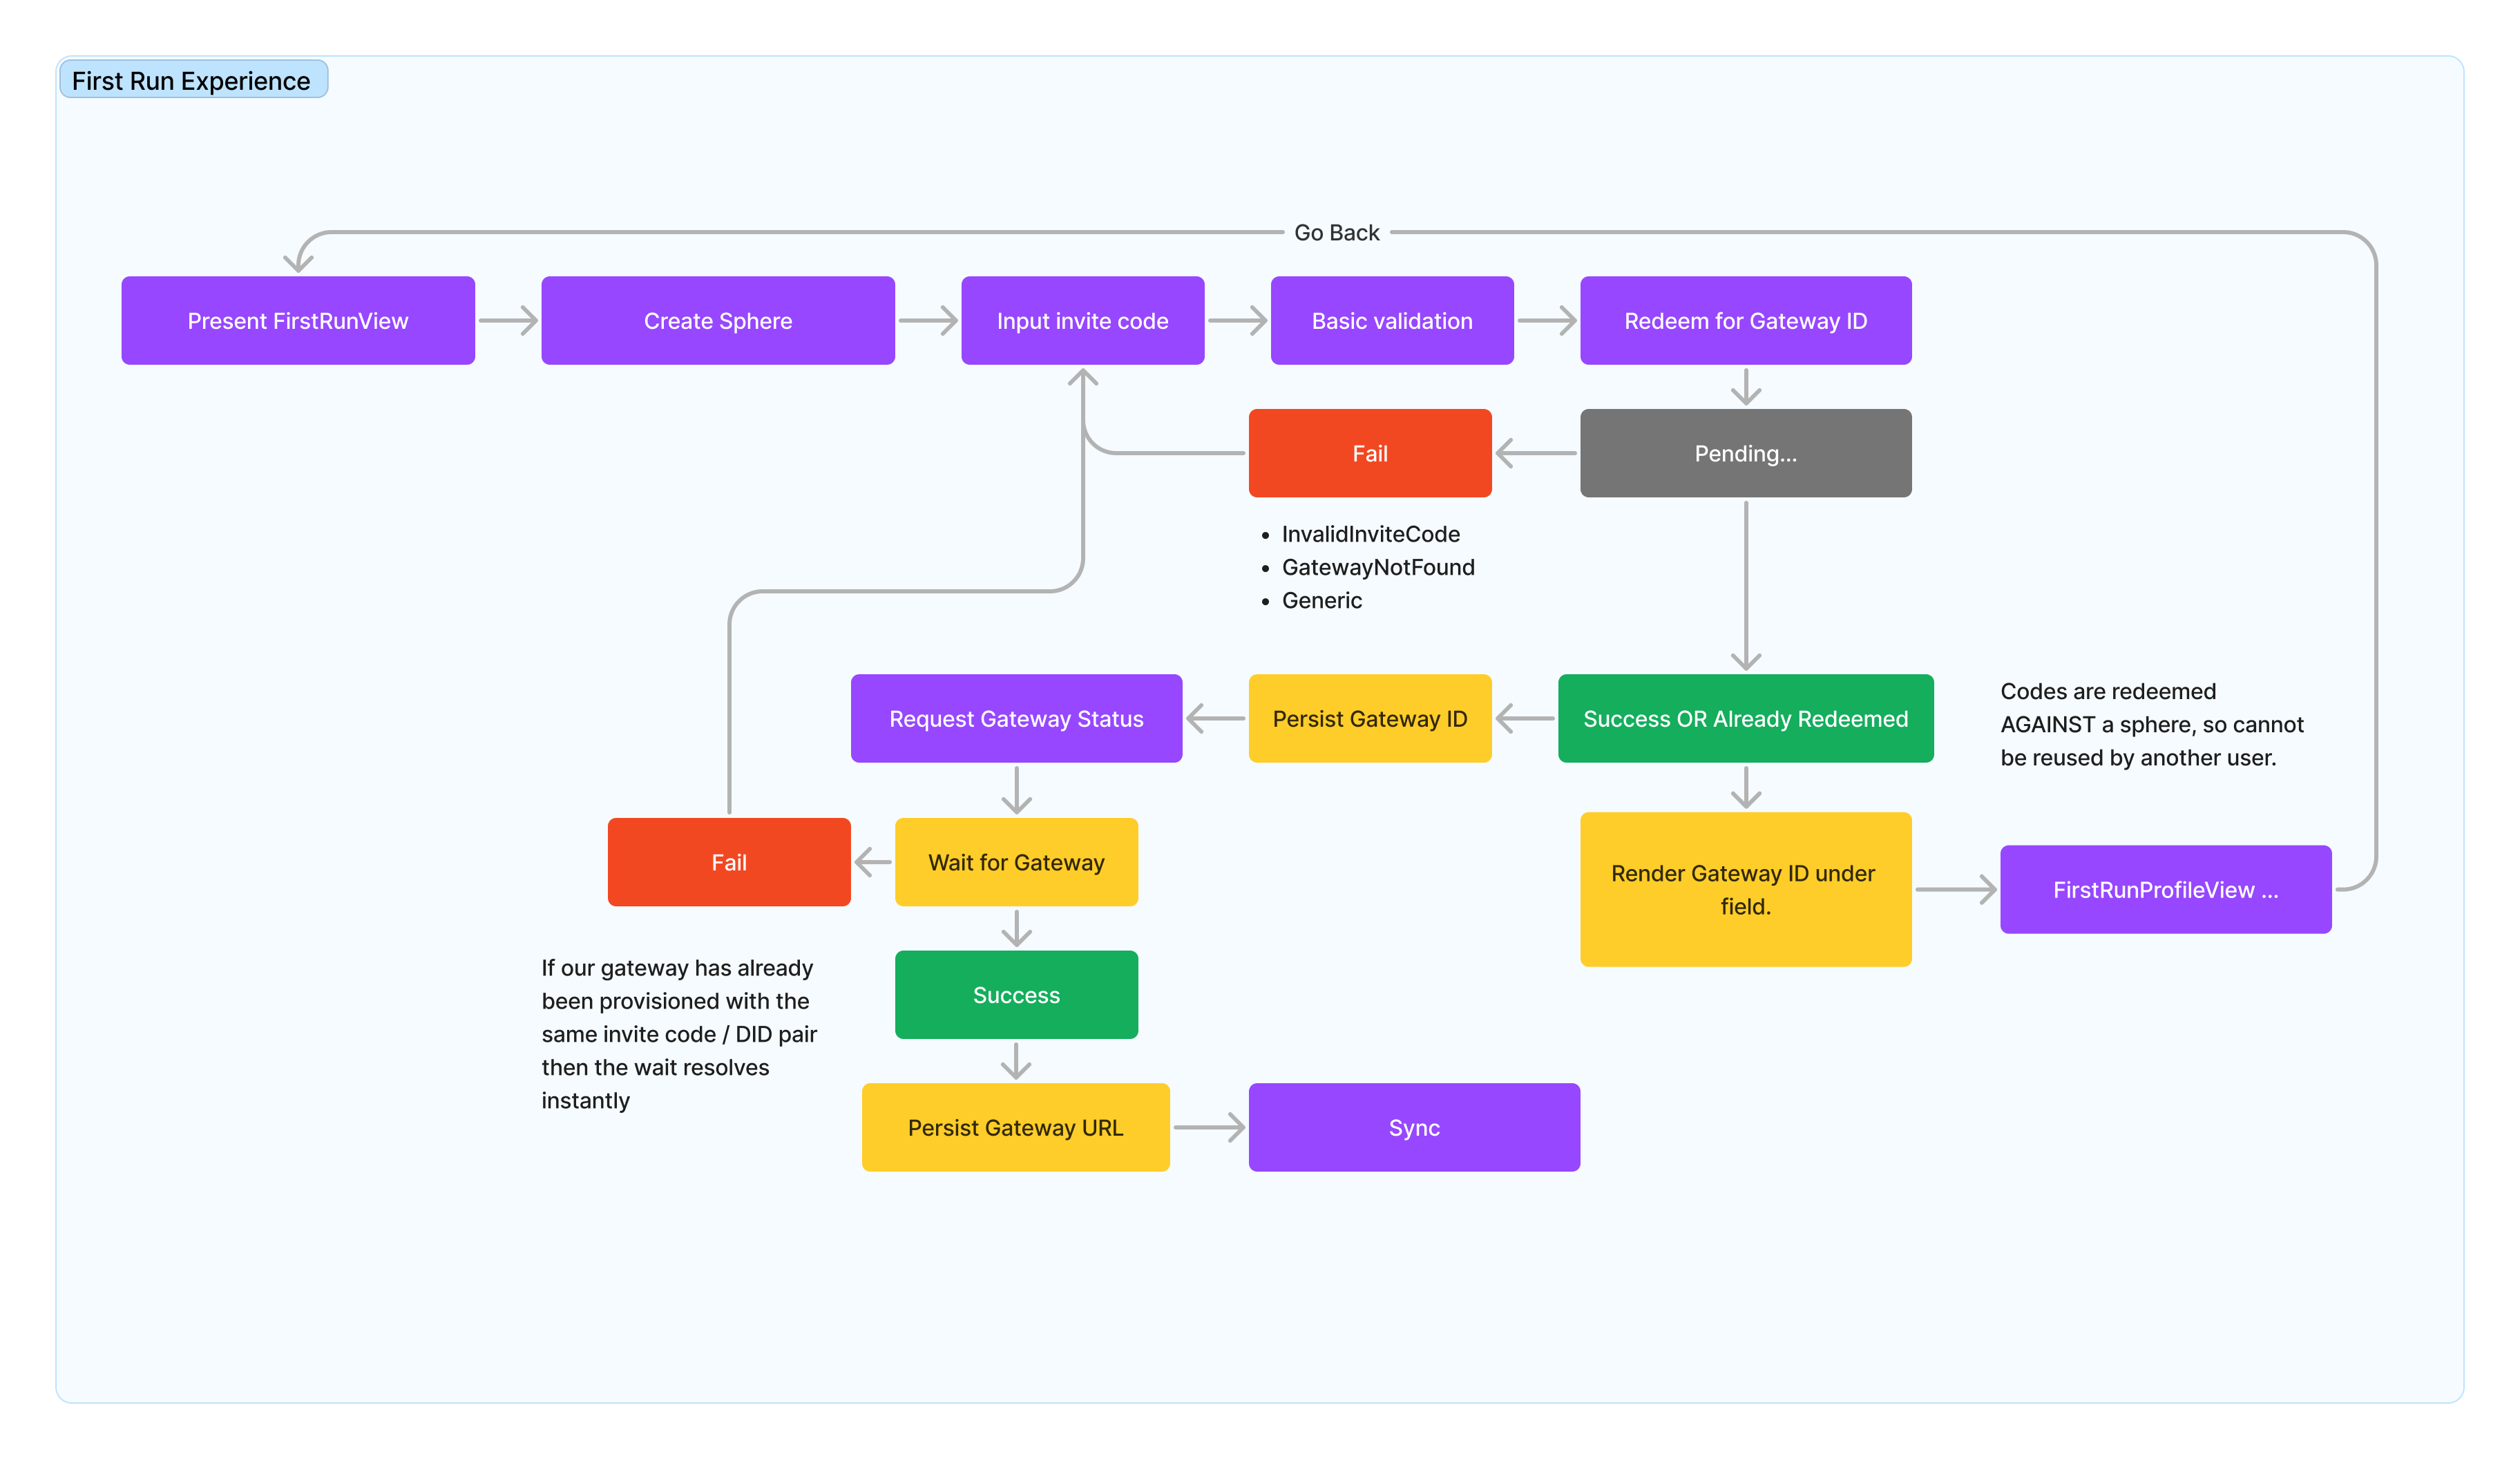 First Run Experience
Go Back
Present FirstRunView
Create Sphere
Input invite code
Basic validation
Redeem for Gateway ID
Fail
Pending...
• InvalidInviteCode
• GatewayNotFound
• Generic
Request Gateway Status
Persist Gateway ID
Success OR Already Redeemed
Codes are redeemed
AGAINST a sphere, so cannot
be reused by another user.
Fail
Wait for Gateway
Render Gateway ID under
field.
FirstRunProfileView ...
If our gateway has already
been provisioned with the
same invite code / DID pair
then the wait resolves
instantly
Success
Persist Gateway URL
Sync